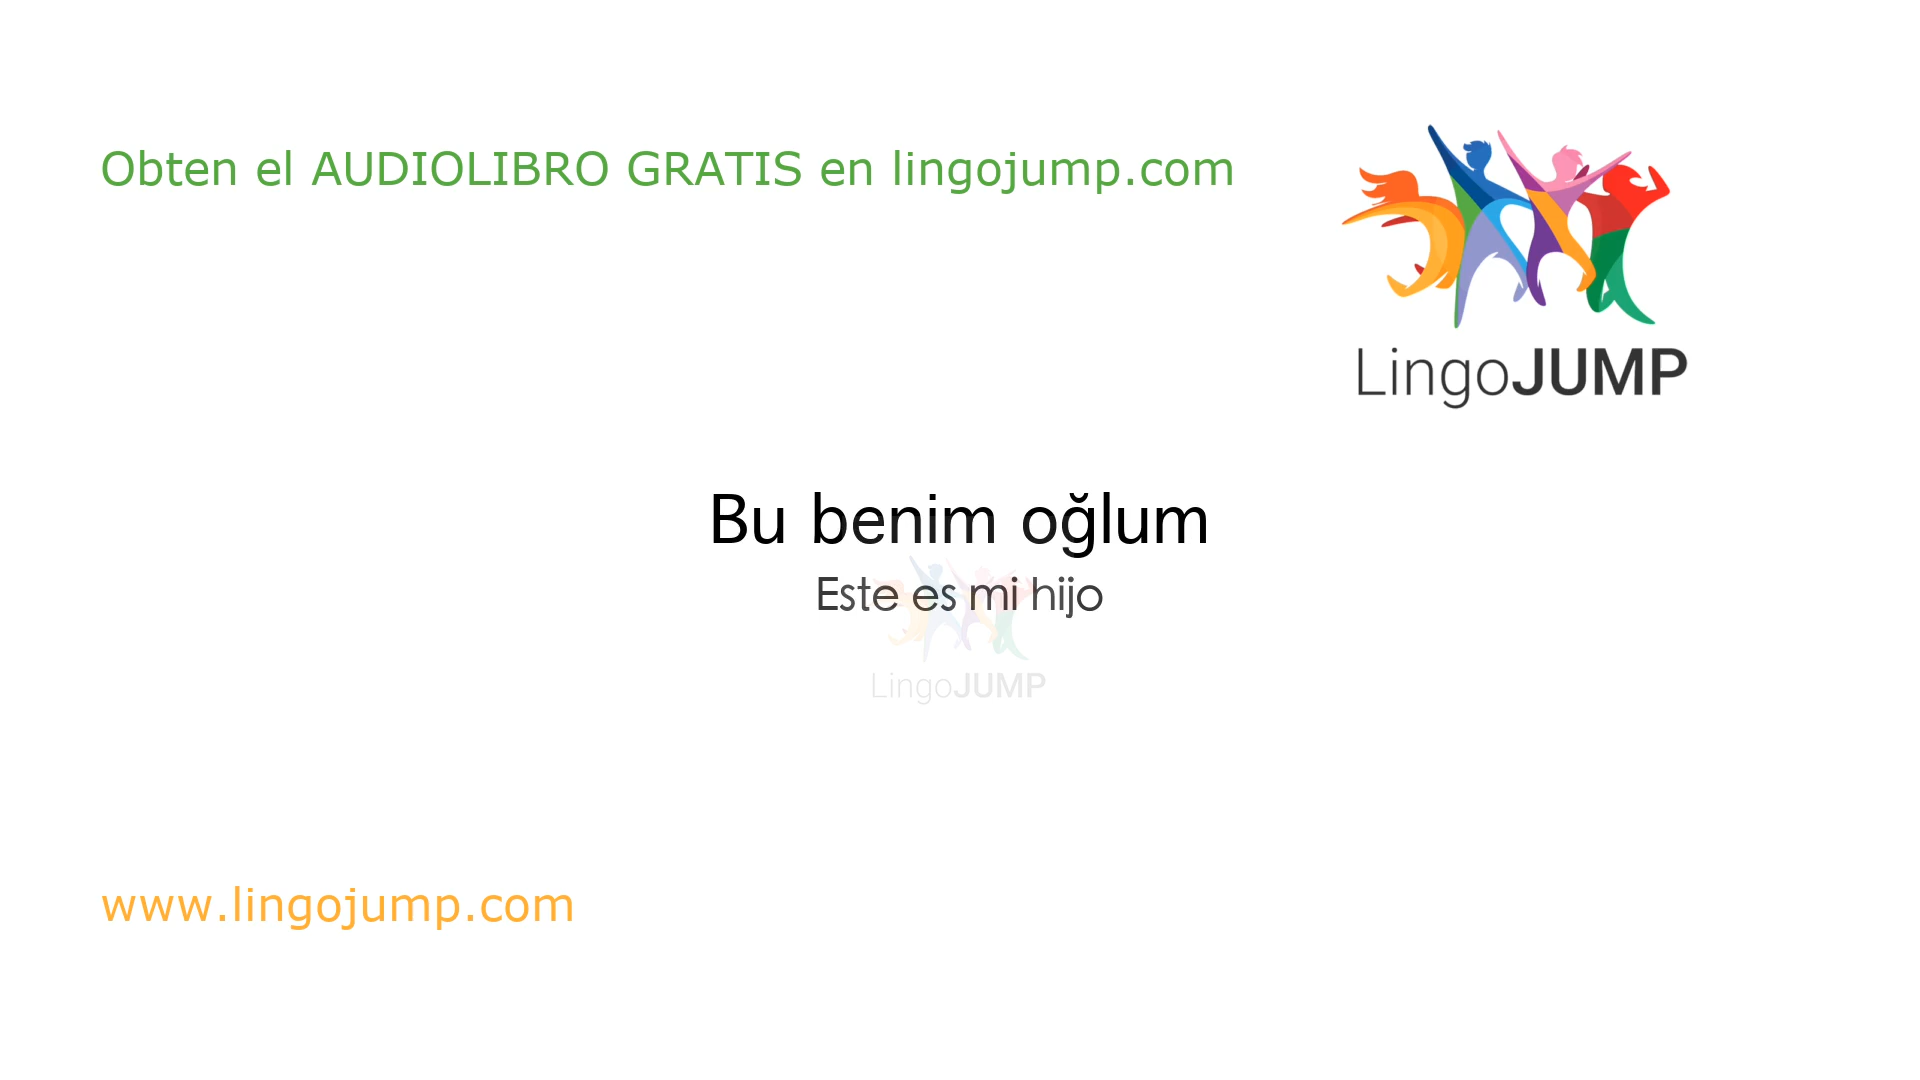 Obten el AUDIOLIBRO GRATIS en lingojump.com
LingoJUMP
Bu benim oğlum
Este es mi hijo
LingoJUMP
www.lingojump.com